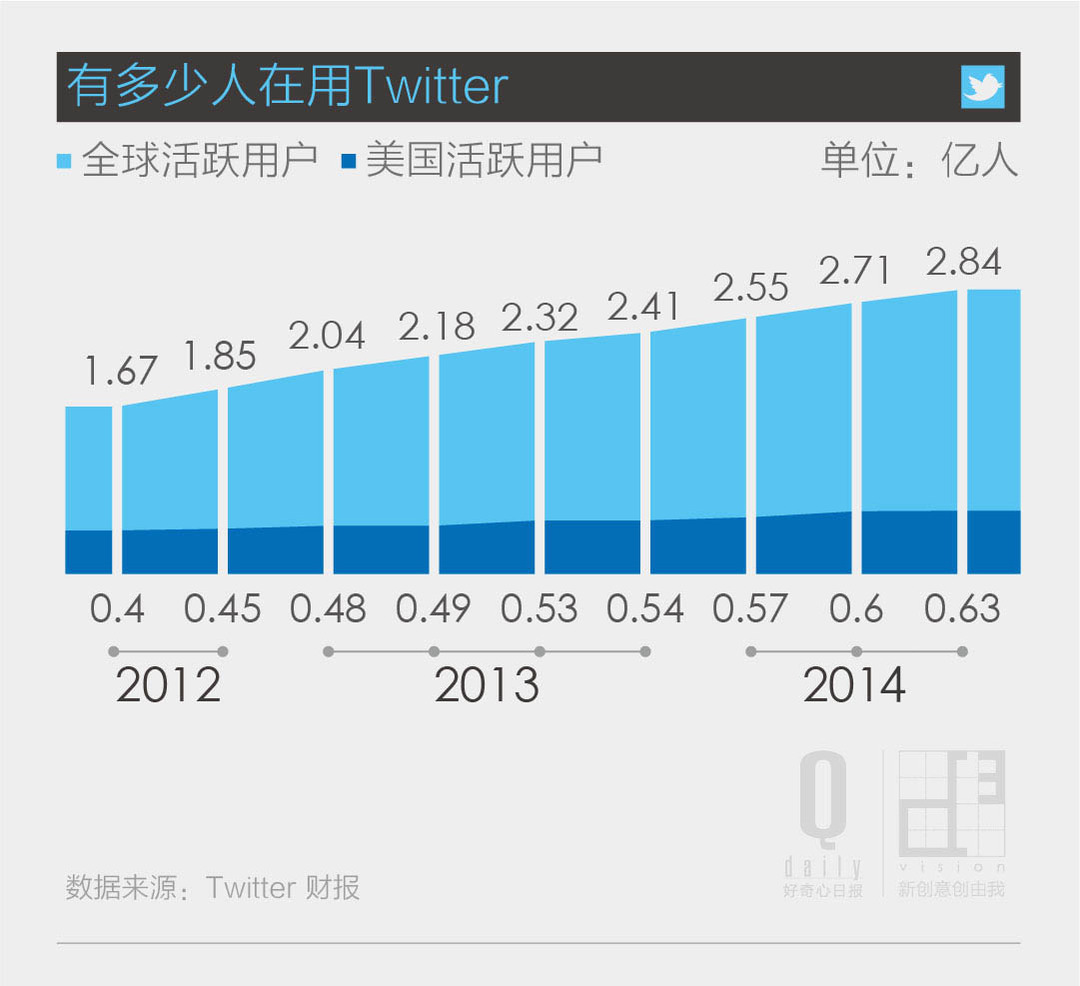 有多少人在用Twitter
全球活跃用户 美国活跃用户 单位：亿人
1.67 1.85 2.04 2.18 2.32 2.41 2.55 2.71 2.84
0.4 0.45 0.48 0.49 0.53 0.54 0.57 0.6 0.63
2012 2013 2014
Q
daily
好奇心日报
vision
新创意创由我
数据来源：Twitter 财报